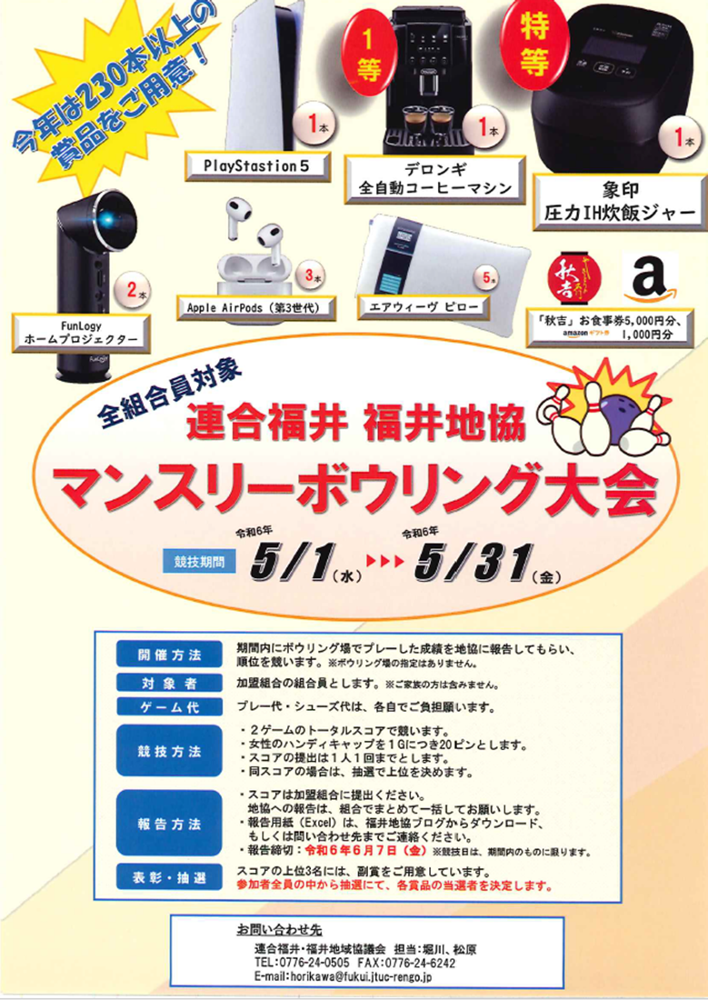 今年は230本以上の
賞品をご用意！
1等
特等
1本
1本
1本
PlayStastion５
デロンギ
全自動コーヒーマシン
象印
圧力IH炊飯ジャー
2本
3本
5本
秋吉
a
FunLogy
FunLogy
ホームプロジェクター
Apple AirPods（第3世代）
エアウィーヴ ピロー
「秋吉」お食事券5,000円分、
amazonギフト券 1,000円分
全組合員対象
連合福井 福井地協
マンスリーボウリング大会
競技期間 令和6年 5/1（水） 令和6年 5/31（金）
開催方法
期間内にボウリング場でプレーした成績を地協に報告してもらい、
順位を競います。※ボウリング場の指定はありません。
対象者
加盟組合の組合員とします。※ご家族の方は含みません。
ゲーム代
プレー代・シューズ代は、各自でご負担願います。
競技方法
・２ゲームのトータルスコアで競います。
・女性のハンディキャップを1Gにつき20ピンとします。
・スコアの提出は１人１回までとします。
・同スコアの場合は、抽選で上位を決めます。
報告方法
・スコアは加盟組合に提出ください。
地協への報告は、組合でまとめて一括してお願いします。
・報告用紙（Excel）は、福井地協ブログからダウンロード、
もしくは問い合わせ先までご連絡ください。
・報告締切：令和６年６月７日（金）※競技日は、期間内のものに限ります。
表彰・抽選
スコアの上位3名には、副賞をご用意しています。
参加者全員の中から抽選にて、各賞品の当選者を決定します。
お問い合わせ先
連合福井・福井地域協議会 担当：堀川、松原
TEL:0776-24-0505 FAX:0776-24-6242
E-mail:horikawa@fukui.jtuc-rengo.jp